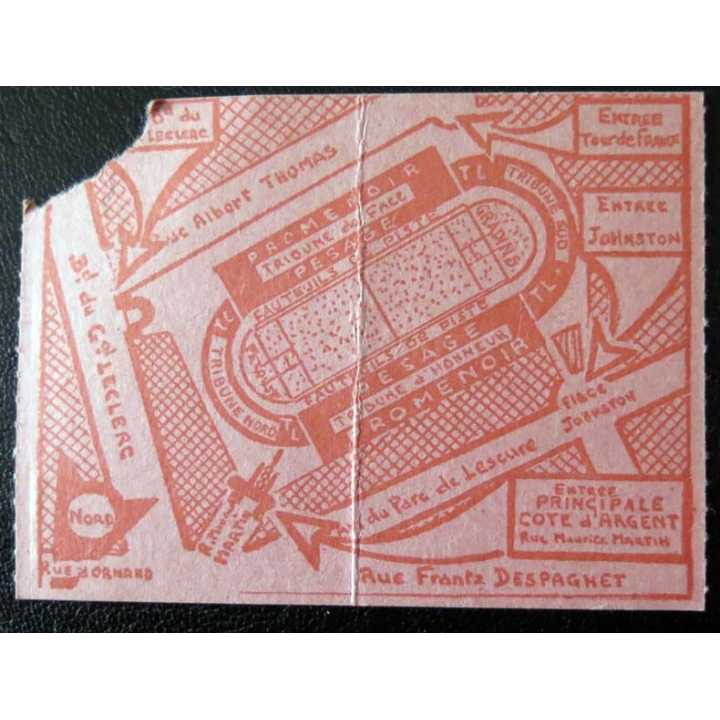 Bd du
LECLERC
ENTREE
Tour de FRANCE
ENTREE
JOHNSTON
Rue Albert THOMAS
PROMENOIR
TRIBUNE de FACE
PESAGE
FAUTEUILS DE PISTE
TL
TRIBUNE SUD
GRADINS
TL
TC
TRIBUNE NORD
TL
FAUTEUILS DE PISTE
PESAGE
TRIBUNE d'HONNEUR
PROMENOIR
Bd du Gal LECLERC
NORD
RUE BORNARD
MARTIN
du Parc de Lescure
Place
JOHNSTON
ENTREE
PRINCIPALE
COTE d'ARGENT
Rue Maurice MARTIN
Rue Frantz DESPAGNET